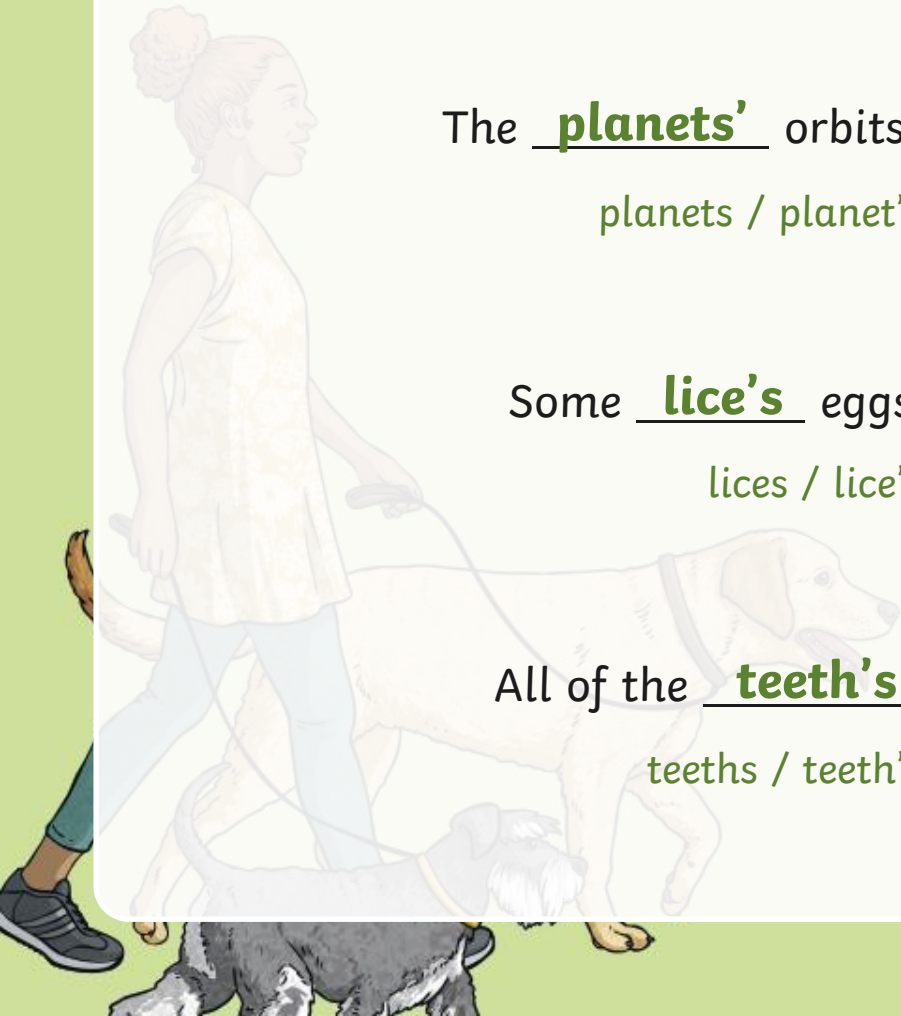 The planets’ orbits
planets / planet’
Some lice’s eggs
lices / lice’
All of the teeth’s
teeths / teeth’